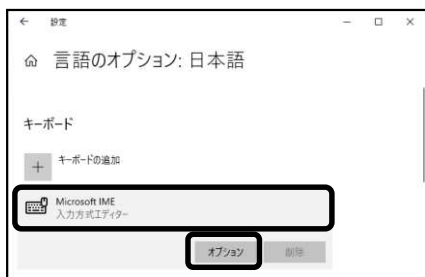 設定
言語のオプション: 日本語
キーボード
キーボードの追加
Microsoft IME
入力方式エディター
オプション 削除